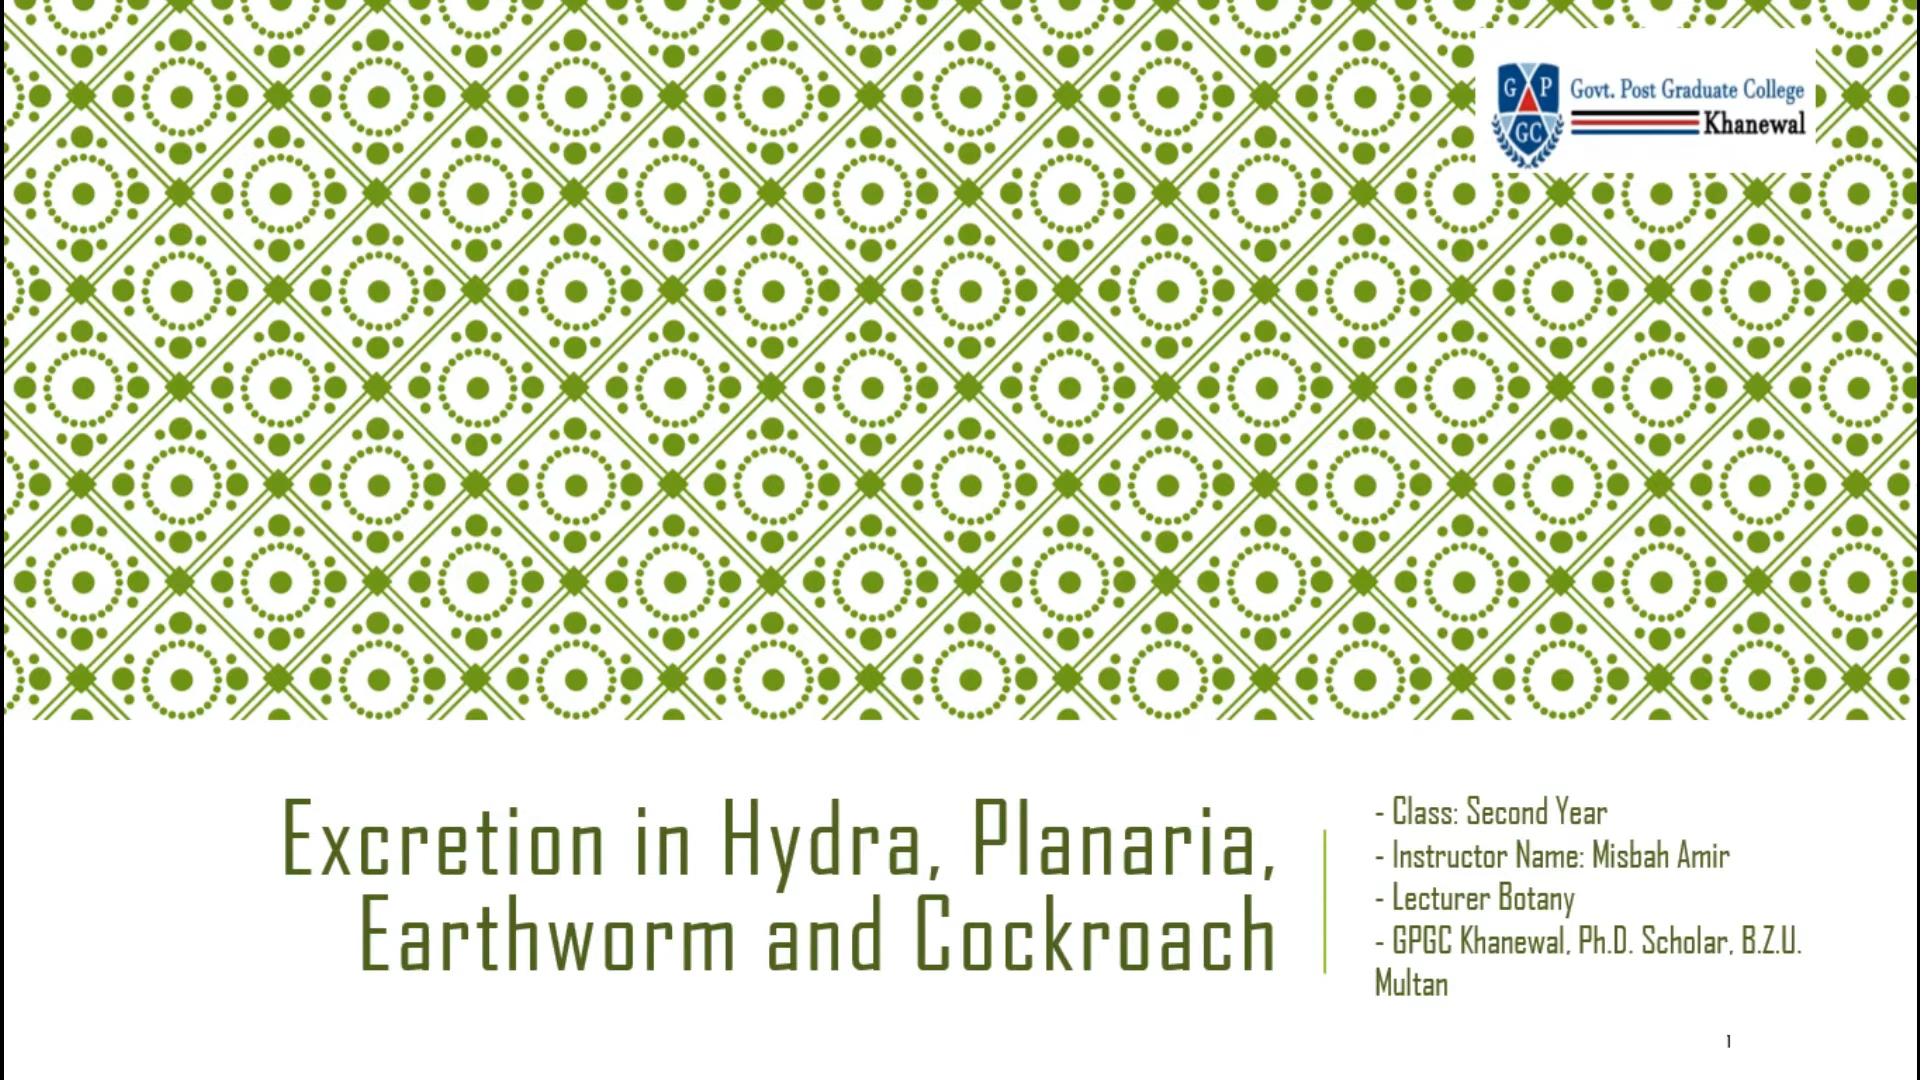 G P
GC
Govt. Post Graduate College
Khanewal
Excretion in Hydra, Planaria,
Earthworm and Cockroach
- Class: Second Year
- Instructor Name: Misbah Amir
- Lecturer Botany
- GPGC Khanewal, Ph.D. Scholar, B.Z.U.
Multan
1